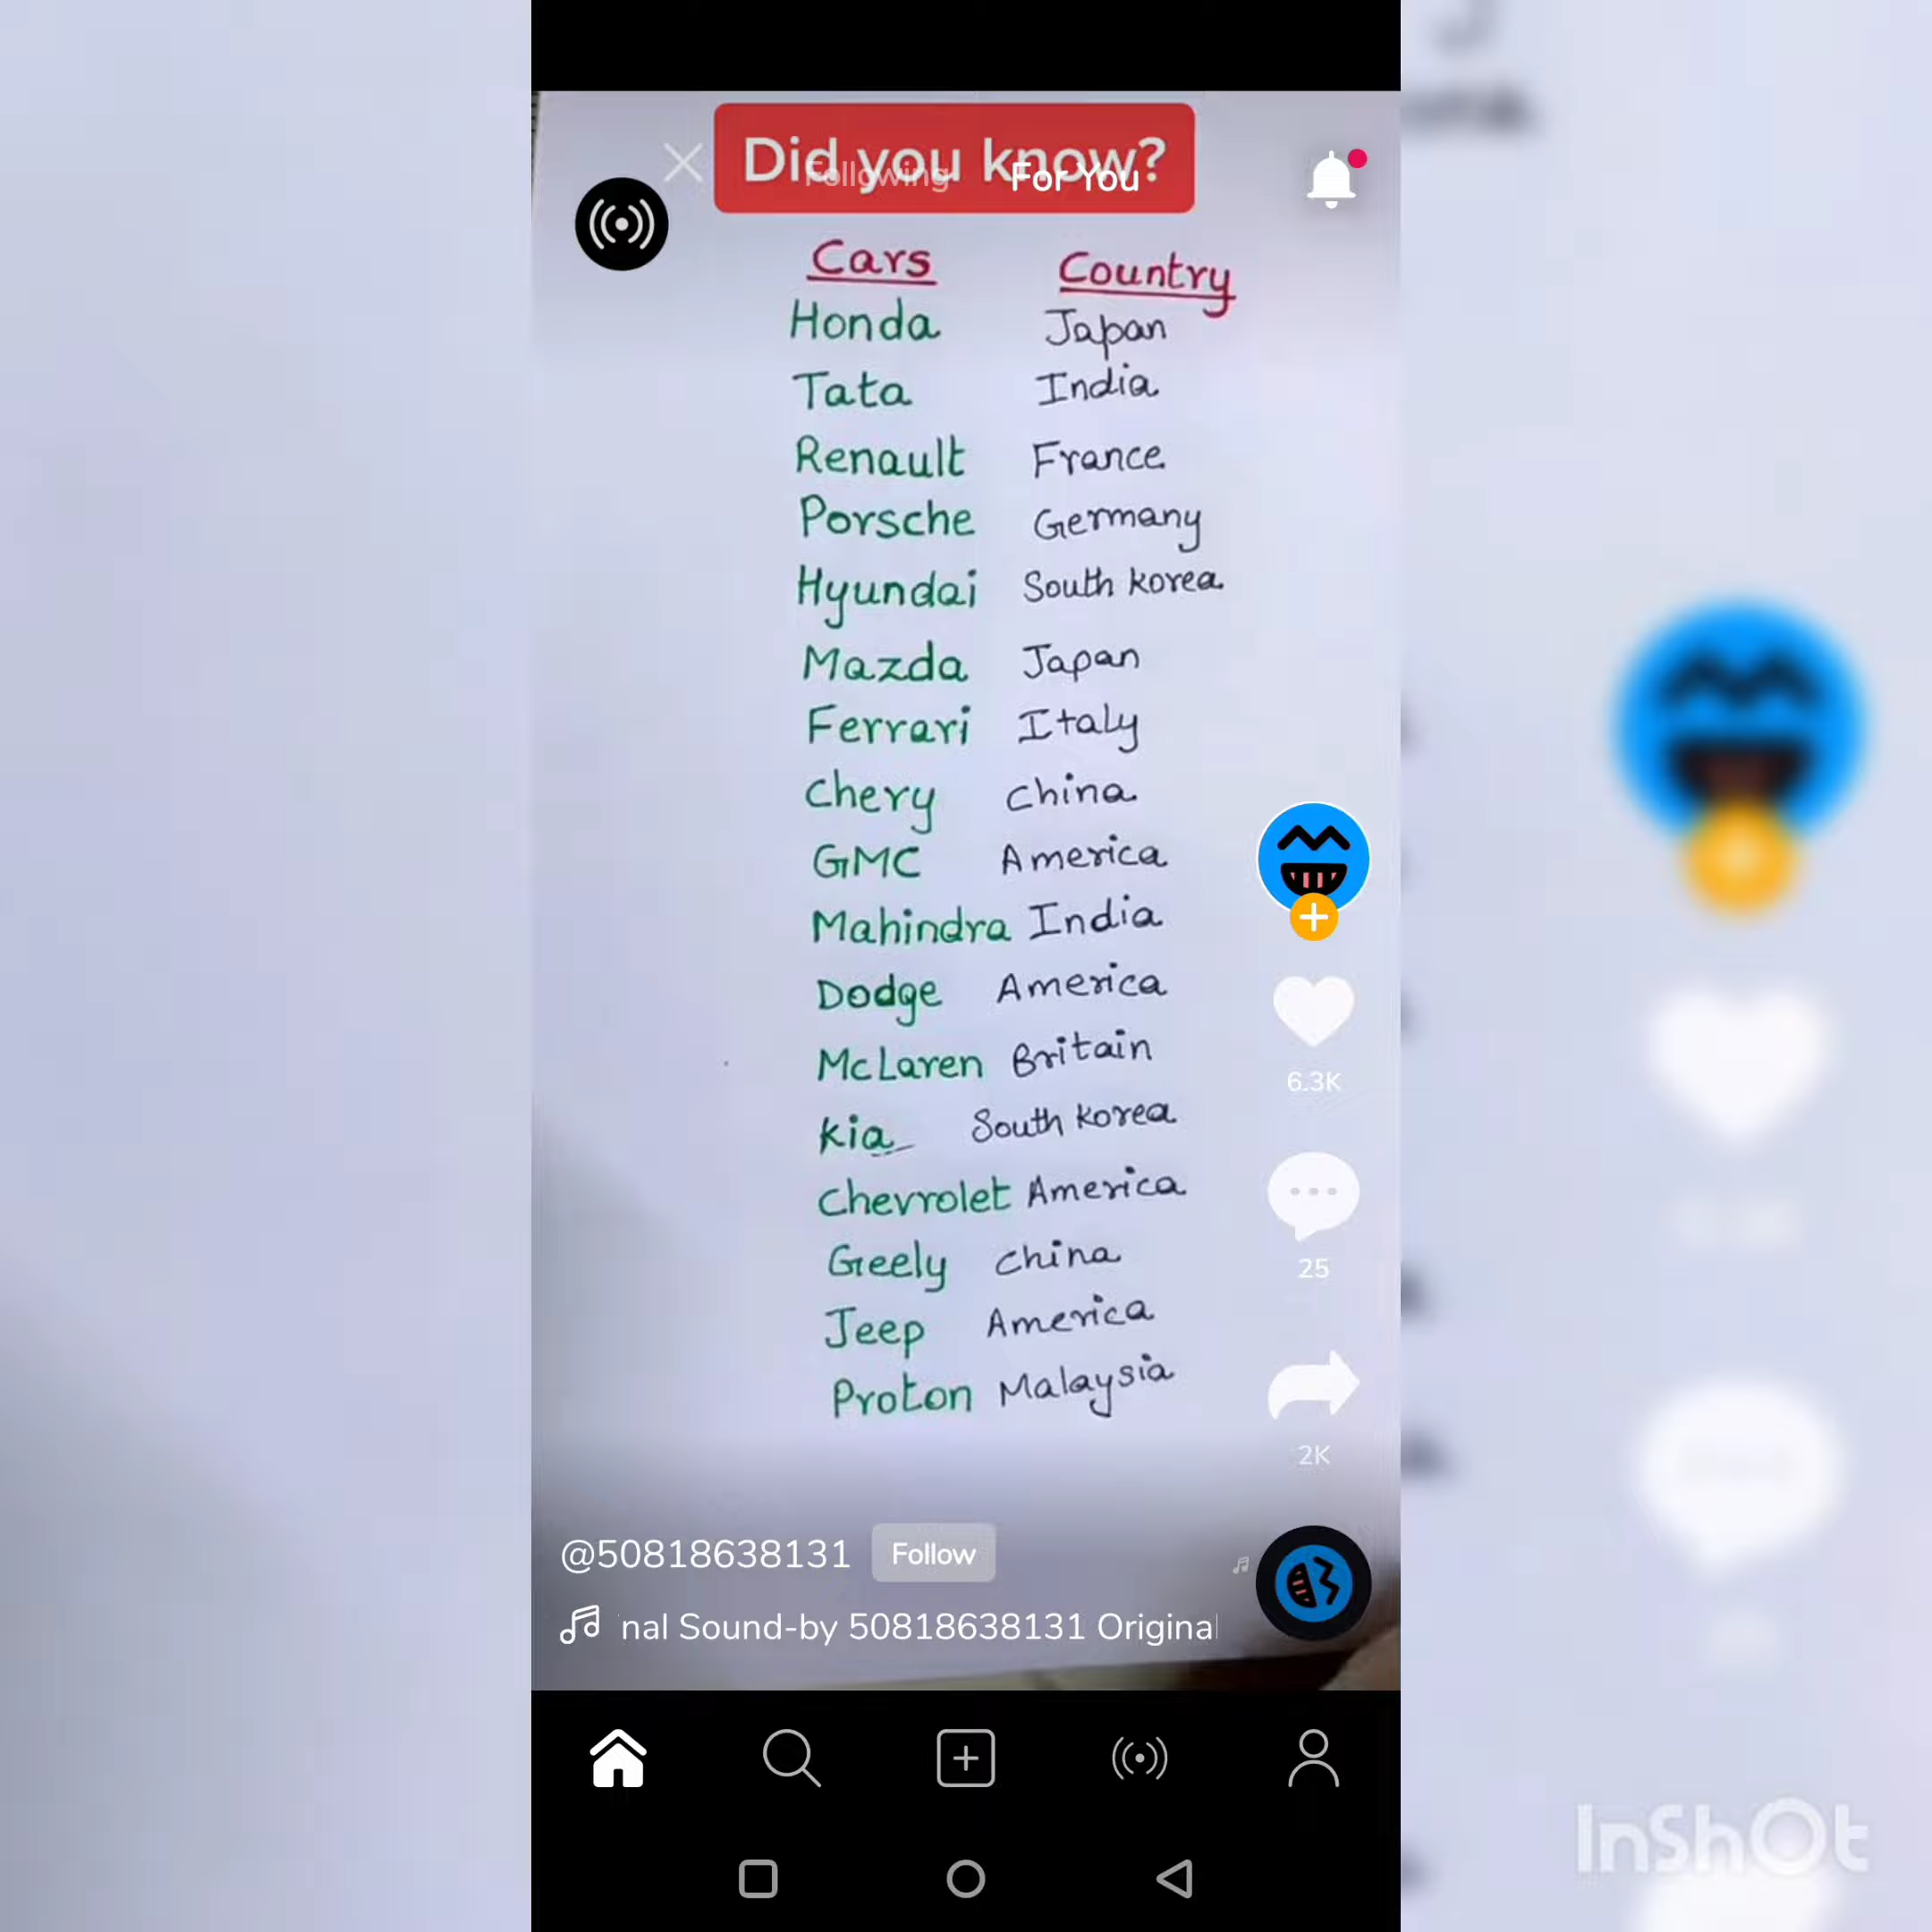 Did you know?
Following For You
Cars Country
Honda Japan
Tata India
Renault France
Porsche Germany
Hyundai South korea
Mazda Japan
Ferrari Italy
Chery China
GMC America
Mahindra India
Dodge America
McLaren Britain
6.3K
Kia South Korea
Chevrolet America
25
Geely China
Jeep America
Proton Malaysia
2K
@50818638131 Follow
nal Sound-by 50818638131 Original
InShOt